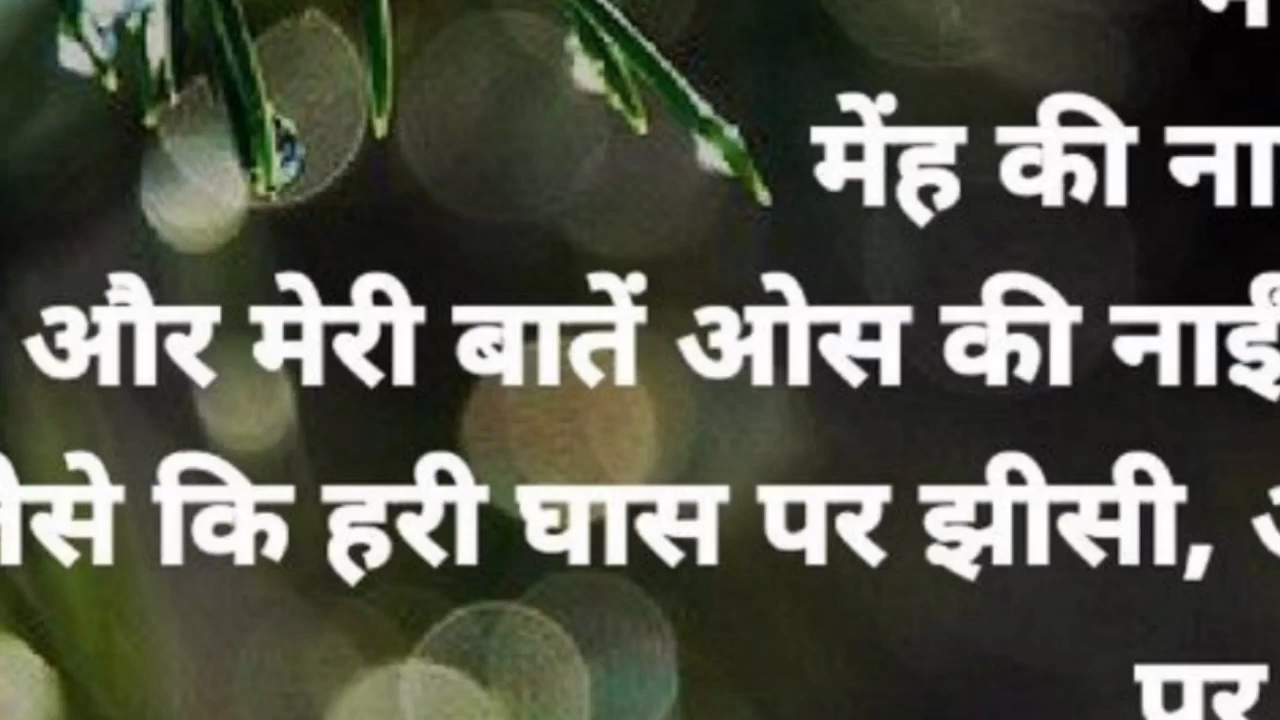 मेंह की
और मेरी बातें ओस की नाईं
कि हरी घास पर झीसी,
पर